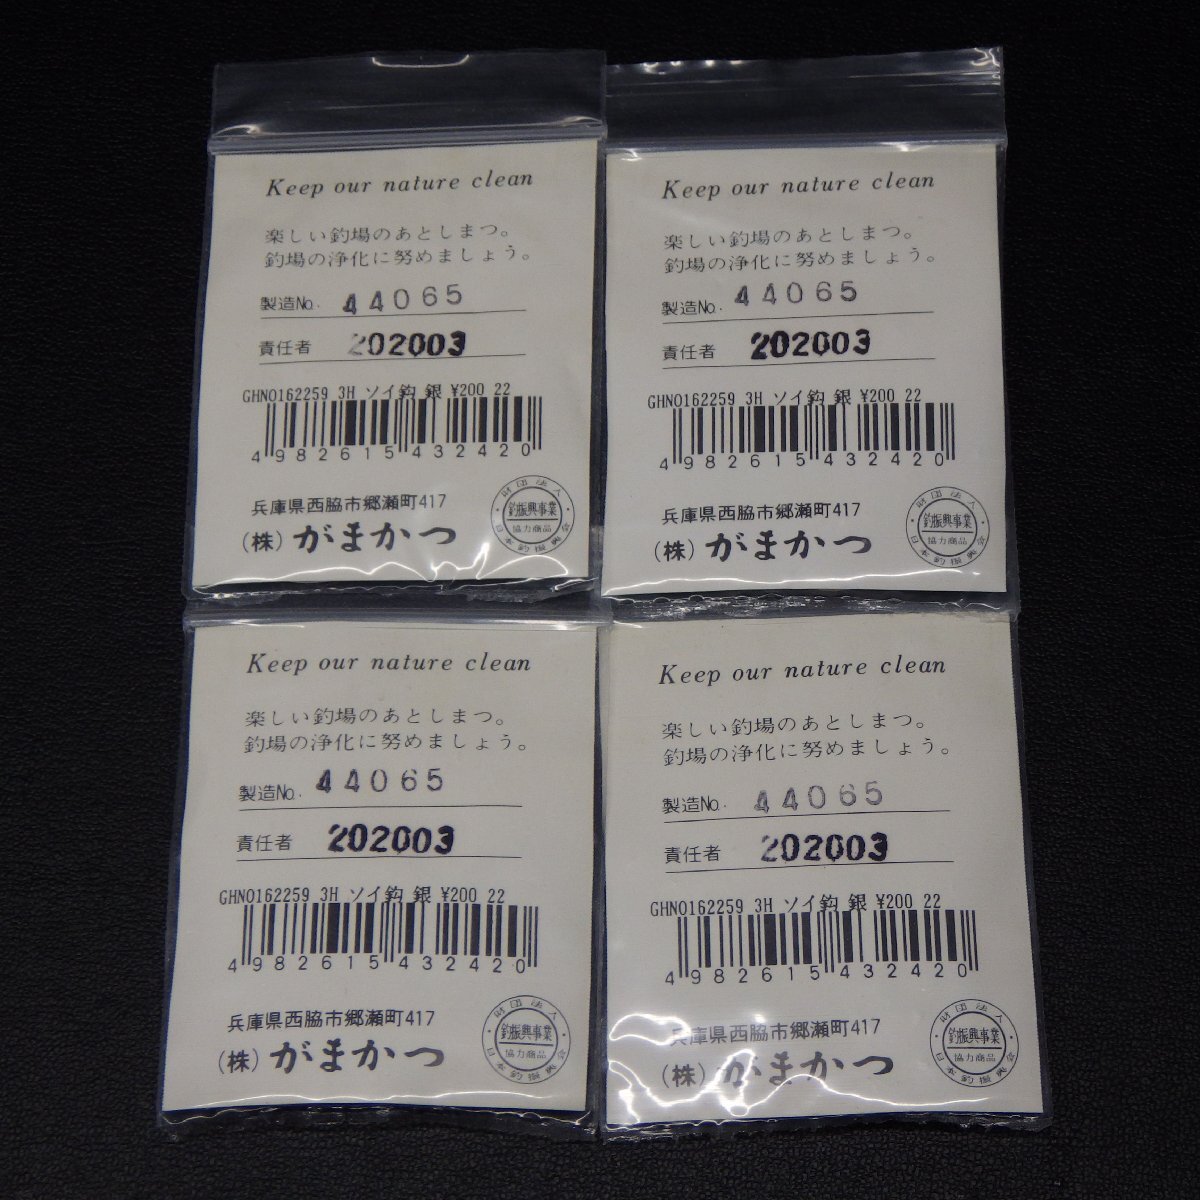 Keep our nature clean
楽しい釣場のあとしまつ。
釣場の浄化に努めましょう。
製造No. 44065
責任者 202003
GHNO162259 3H ソイ鈎 銀 ¥200 22
4982615432420
兵庫県西脇市郷瀬町417
(株) がまかつ
財団法人
釣振興事業
協力商品
日本釣振興会
Keep our nature clean
楽しい釣場のあとしまつ。
釣場の浄化に努めましょう。
製造No. 44065
責任者 202003
GHNO162259 3H ソイ鈎 銀 ¥200 22
4982615432420
兵庫県西脇市郷瀬町417
(株) がまかつ
財団法人
釣振興事業
協力商品
日本釣振興会
Keep our nature clean
楽しい釣場のあとしまつ。
釣場の浄化に努めましょう。
製造No. 44065
責任者 202003
GHNO162259 3H ソイ鈎 銀 ¥200 22
4982615432420
兵庫県西脇市郷瀬町417
(株) がまかつ
財団法人
釣振興事業
協力商品
日本釣振興会
Keep our nature clean
楽しい釣場のあとしまつ。
釣場の浄化に努めましょう。
製造No. 44065
責任者 202003
GHNO162259 3H ソイ鈎 銀 ¥200 22
4982615432420
兵庫県西脇市郷瀬町417
(株) がまかつ
財団法人
釣振興事業
協力商品
日本釣振興会